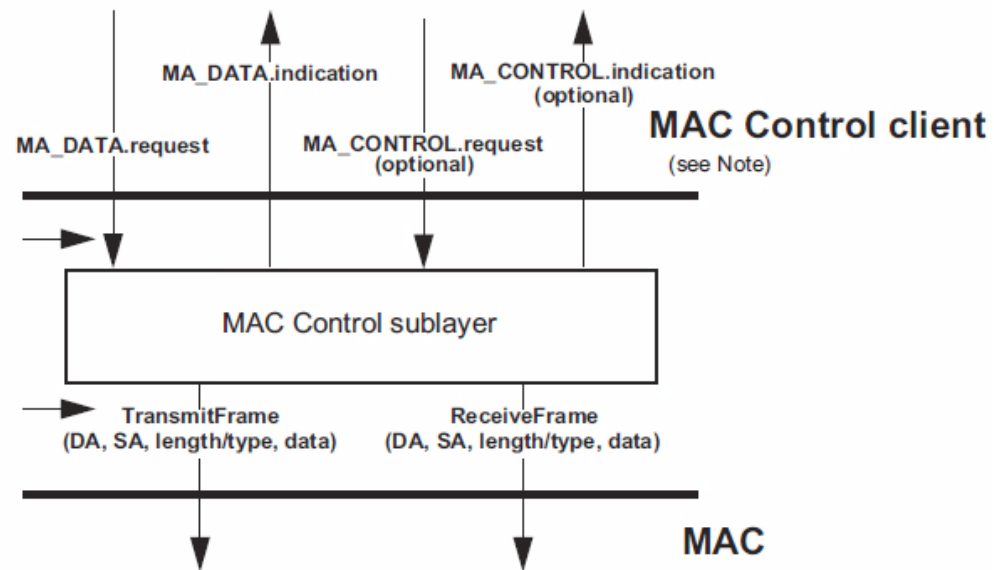 MA_DATA.indication
MA_CONTROL.indication
(optional)
MAC Control client
MA_DATA.request
MA_CONTROL.request
(optional)
(see Note)
MAC Control sublayer
TransmitFrame
(DA, SA, length/type, data)
ReceiveFrame
(DA, SA, length/type, data)
MAC